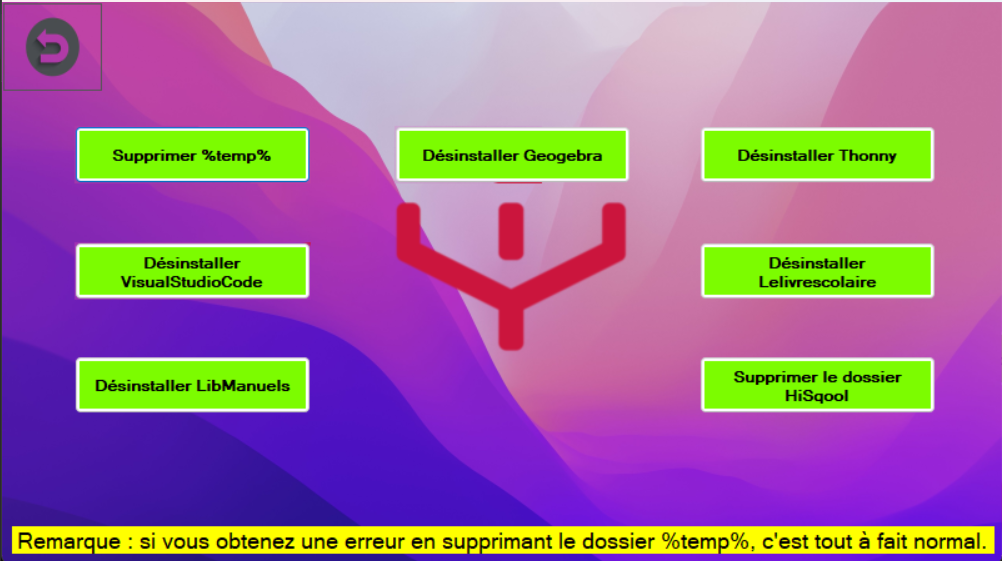 Supprimer %temp%
Désinstaller Geogebra
Désinstaller Thonny
Désinstaller
VisualStudioCode
Désinstaller
Lelivrescolaire
Désinstaller LibManuels
Supprimer le dossier
HiSqool
Remarque : si vous obtenez une erreur en supprimant le dossier %temp%, c'est tout à fait normal.